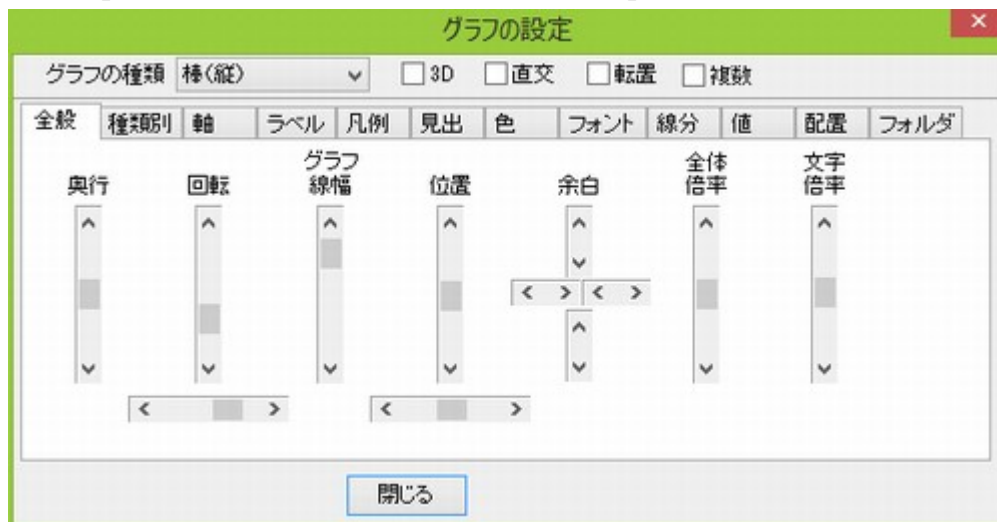 グラフの設定
グラフの種類 棒(縦) 3D 直交 転置 複数
全般 種類別 軸 ラベル 凡例 見出 色 フォント 線分 値 配置 フォルダ
奥行 回転 グラフ線幅 位置 余白 全体倍率 文字倍率
閉じる